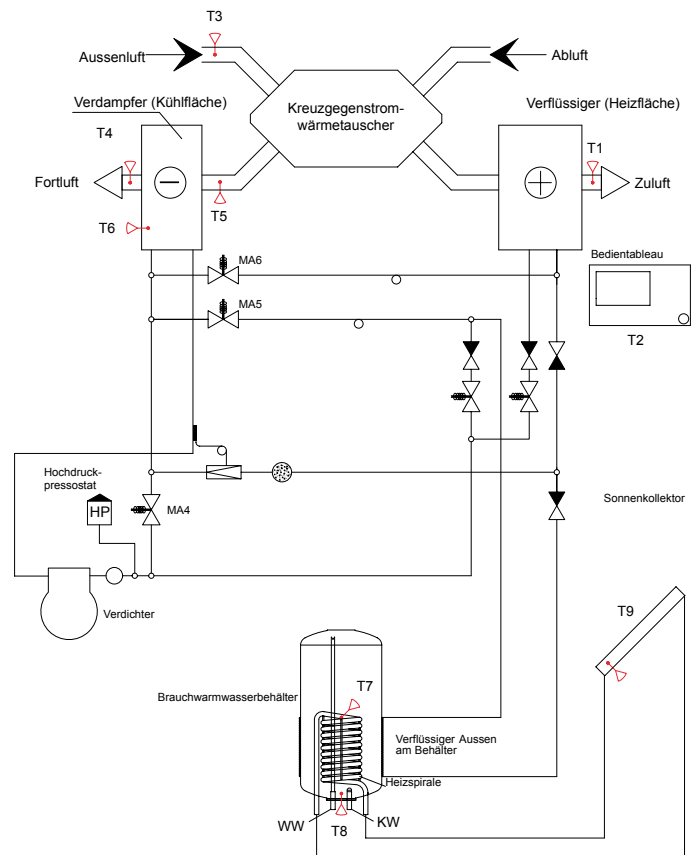 T3
Aussenluft
Abluft
Kreuzgegenstrom-
wärmetauscher
Verdampfer (Kühlfläche)
Verflüssiger (Heizfläche)
T4
T1
Fortluft
Zuluft
T5
T6
MA6
Bedientableau
MA5
T2
Hochdruck-
pressostat
HP
MA4
Sonnenkollektor
Verdichter
T9
T7
Brauchwarmwasserbehälter
Verflüssiger Aussen
am Behälter
Heizspirale
WW
T8
KW